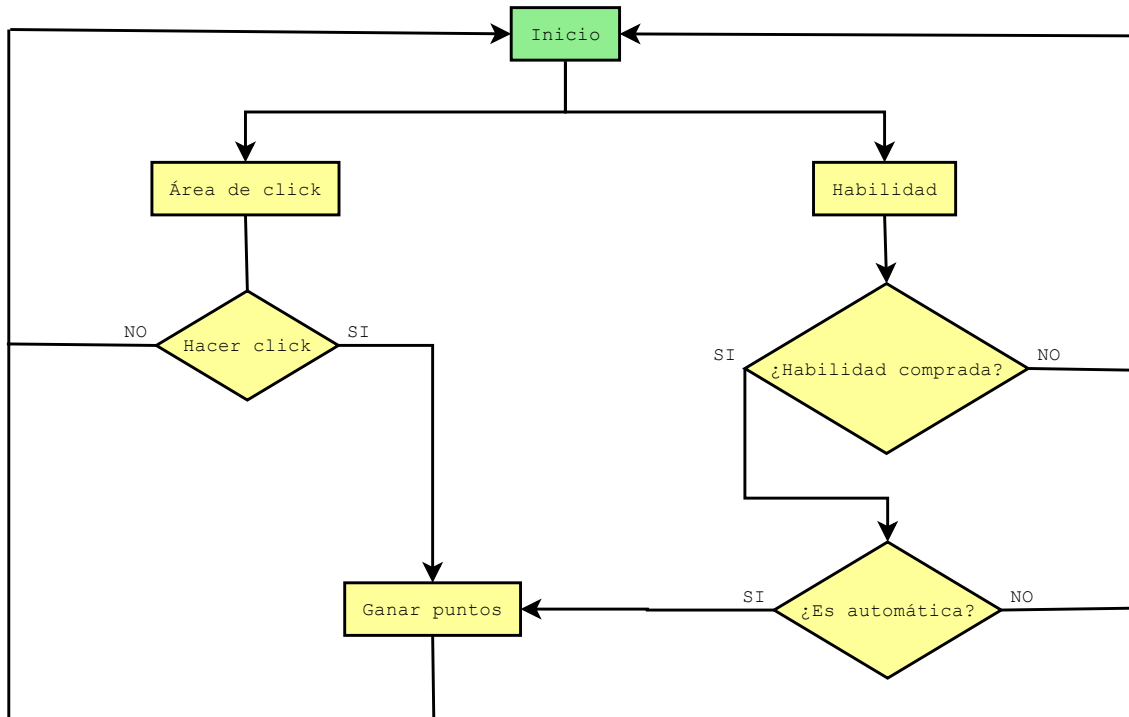 Inicio
Área de click
Habilidad
NO
Hacer click
SI
SI
¿Habilidad comprada?
NO
Ganar puntos
SI
¿Es automática?
NO